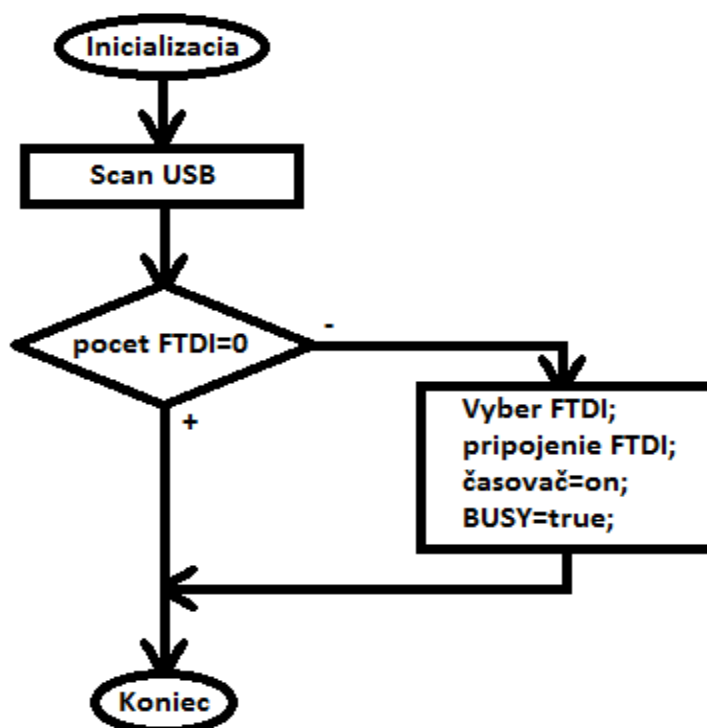 Inicializacia
Scan USB
pocet FTDI=0
-
+
Vyber FTDI;
pripojenie FTDI;
časovač=on;
BUSY=true;
Koniec